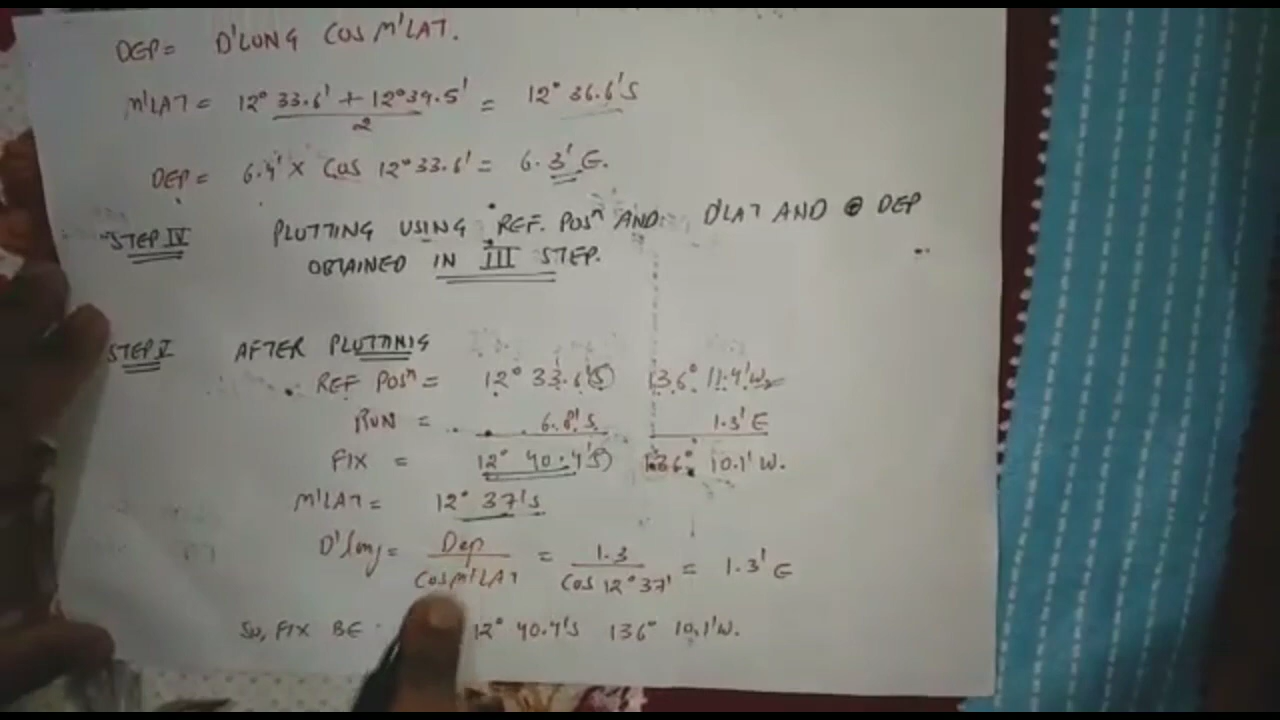 DEP = D'LONG COS M'LAT.
M'LAT = 12° 33.6' + 12° 39.5' / 2 = 12° 36.6' S
DEP = 6.4' X COS 12° 33.6' = 6.3' E.
STEP IV PLOTTING USING REF. POSN AND D'LAT AND DEP
OBTAINED IN III STEP.
STEP V AFTER PLOTTING
REF POSN = 12° 33.6' S 136° 11.4' W
RUN = 6.8' S 1.3' E
FIX = 12° 40.4' S 136° 10.1' W.
M'LAT = 12° 37' S
D'long = Dep / COS M'LAT = 1.3 / COS 12° 37' = 1.3' E
SO, FIX BE 12° 40.4' S 136° 10.1' W.